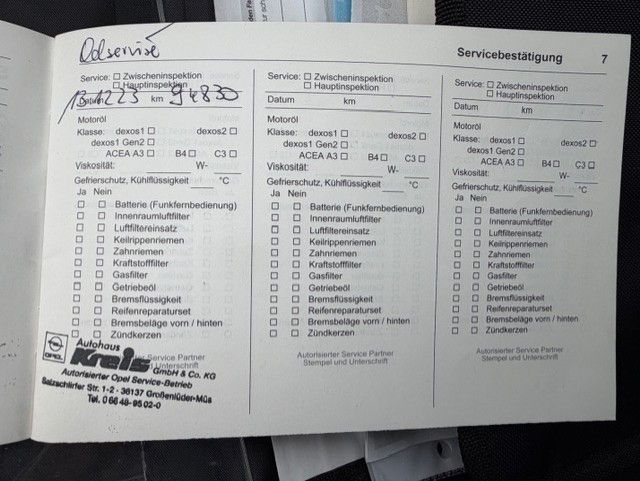 Odservise
Servicebestätigung 7
Service: ☐ Zwischeninspektion
☐ Hauptinspektion
Datum 13.12.23 km 94830
Motoröl
Klasse: dexos1 ☐ dexos2 ☐
dexos1 Gen2 ☐
ACEA A3 ☐ B4 ☐ C3 ☐
Viskosität: W-
Gefrierschutz, Kühlflüssigkeit °C
Ja Nein
☐ ☐ Batterie (Funkfernbedienung)
☐ ☐ Innenraumluftfilter
☐ ☐ Luftfiltereinsatz
☐ ☐ Keilrippenriemen
☐ ☐ Zahnriemen
☐ ☐ Kraftstofffilter
☐ ☐ Gasfilter
☐ ☐ Getriebeöl
☐ ☐ Bremsflüssigkeit
☐ ☐ Reifenreparaturset
☐ ☐ Bremsbeläge vorn / hinten
☐ ☐ Zündkerzen
OPEL
Autohaus
Kreis GmbH & Co. KG
Autorisierter Opel Service-Betrieb
Salzschlirfer Str. 1-2 · 36137 Großenlüder-Müs
Tel. 0 66 48-95 02-0
Service: ☐ Zwischeninspektion
☐ Hauptinspektion
Datum km
Motoröl
Klasse: dexos1 ☐ dexos2 ☐
dexos1 Gen2 ☐
ACEA A3 ☐ B4 ☐ C3 ☐
Viskosität: W-
Gefrierschutz, Kühlflüssigkeit °C
Ja Nein
☐ ☐ Batterie (Funkfernbedienung)
☐ ☐ Innenraumluftfilter
☐ ☐ Luftfiltereinsatz
☐ ☐ Keilrippenriemen
☐ ☐ Zahnriemen
☐ ☐ Kraftstofffilter
☐ ☐ Gasfilter
☐ ☐ Getriebeöl
☐ ☐ Bremsflüssigkeit
☐ ☐ Reifenreparaturset
☐ ☐ Bremsbeläge vorn / hinten
☐ ☐ Zündkerzen
Autorisierter Service Partner
Stempel und Unterschrift
Service: ☐ Zwischeninspektion
☐ Hauptinspektion
Datum km
Motoröl
Klasse: dexos1 ☐ dexos2 ☐
dexos1 Gen2 ☐
ACEA A3 ☐ B4 ☐ C3 ☐
Viskosität: W-
Gefrierschutz, Kühlflüssigkeit °C
Ja Nein
☐ ☐ Batterie (Funkfernbedienung)
☐ ☐ Innenraumluftfilter
☐ ☐ Luftfiltereinsatz
☐ ☐ Keilrippenriemen
☐ ☐ Zahnriemen
☐ ☐ Kraftstofffilter
☐ ☐ Gasfilter
☐ ☐ Getriebeöl
☐ ☐ Bremsflüssigkeit
☐ ☐ Reifenreparaturset
☐ ☐ Bremsbeläge vorn / hinten
☐ ☐ Zündkerzen
Autorisierter Service Partner
Stempel und Unterschrift